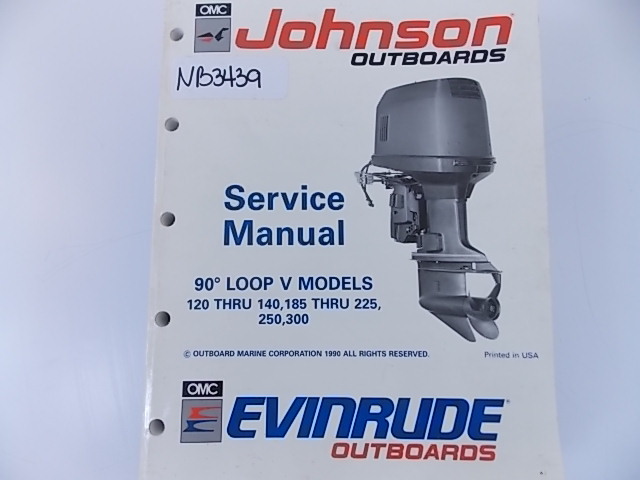 OMC
Johnson
OUTBOARDS
NB3439
Service
Manual
90° LOOP V MODELS
120 THRU 140,185 THRU 225,
250,300
© OUTBOARD MARINE CORPORATION 1990 ALL RIGHTS RESERVED.
Printed in USA
OMC
EVINRUDE
OUTBOARDS